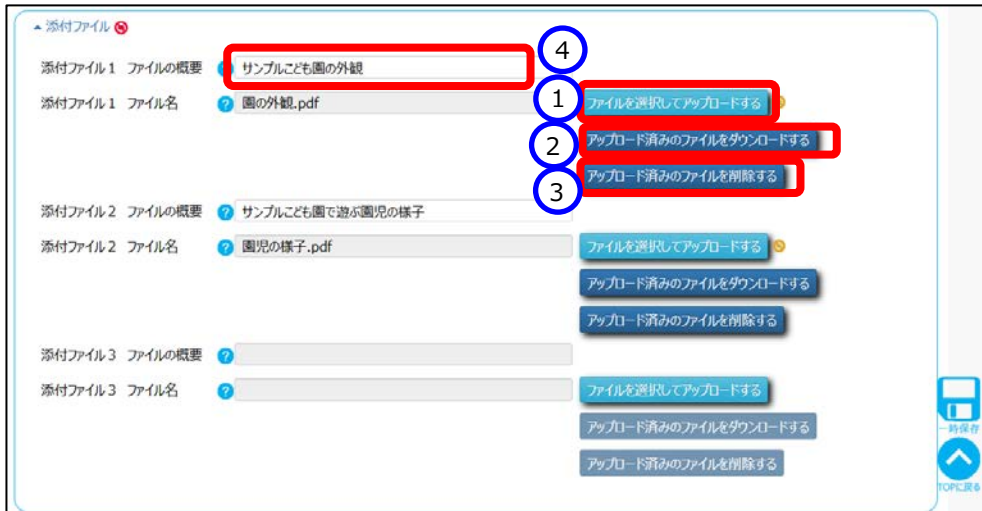 添付ファイル
添付ファイル1 ファイルの概要 ? サンプルこども園の外観 ④
添付ファイル1 ファイル名 ? 園の外観.pdf ① ファイルを選択してアップロードする
② アップロード済みのファイルをダウンロードする
③ アップロード済みのファイルを削除する
添付ファイル2 ファイルの概要 ? サンプルこども園で遊ぶ園児の様子
添付ファイル2 ファイル名 ? 園児の様子.pdf ファイルを選択してアップロードする
アップロード済みのファイルをダウンロードする
アップロード済みのファイルを削除する
添付ファイル3 ファイルの概要 ?
添付ファイル3 ファイル名 ? ファイルを選択してアップロードする
アップロード済みのファイルをダウンロードする
一時保存
アップロード済みのファイルを削除する
TOPに戻る